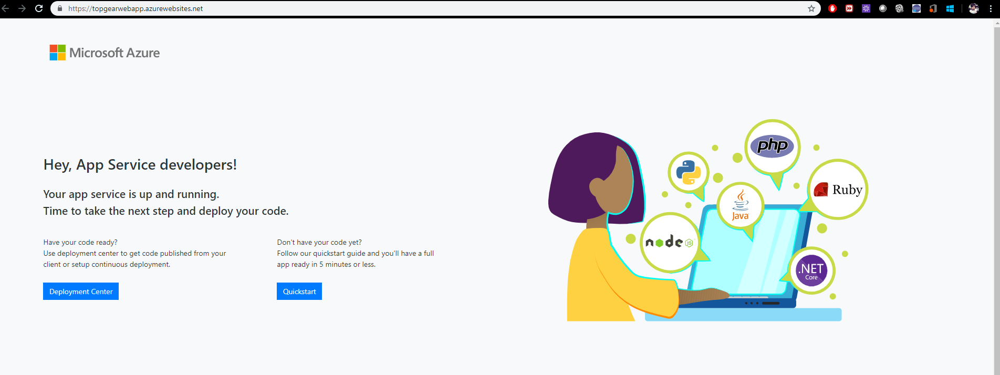 https://topgearwebapp.azurewebsites.net
Microsoft Azure
Hey, App Service developers!
Your app service is up and running.
Time to take the next step and deploy your code.
Have your code ready?
Use deployment center to get code published from your
client or setup continuous deployment.
Deployment Center
Don't have your code yet?
Follow our quickstart guide and you'll have a full
app ready in 5 minutes or less.
Quickstart
php
Ruby
Java
node
JS
.NET
Core